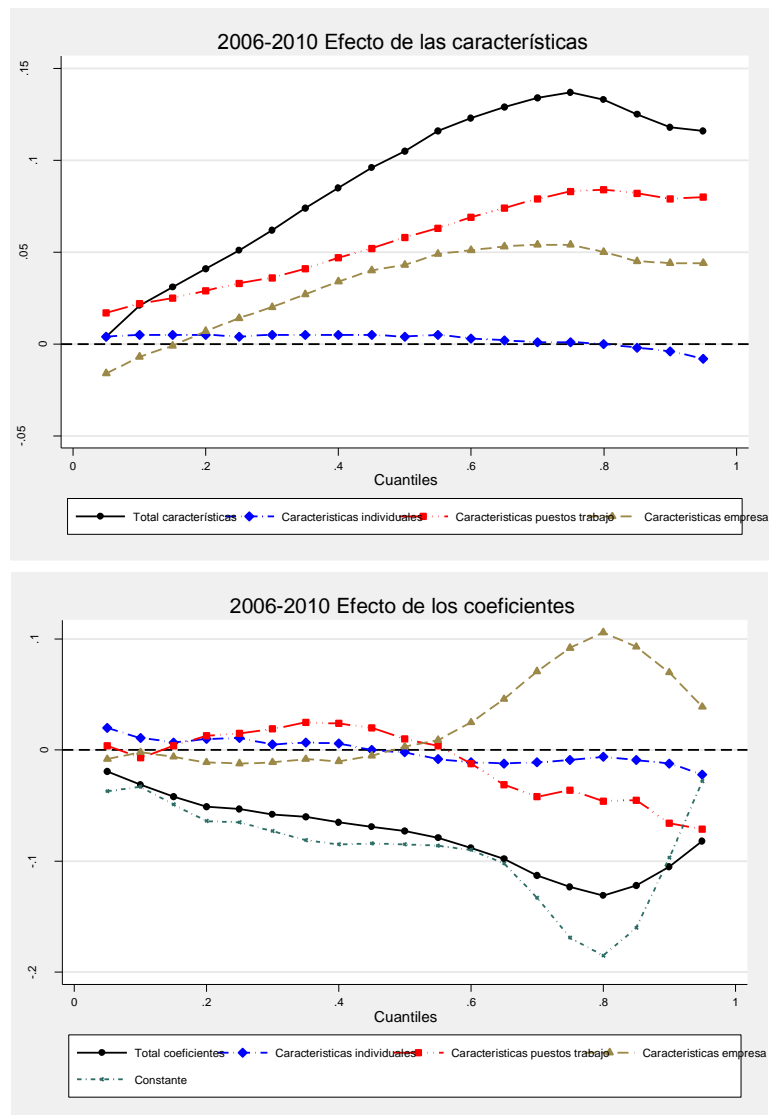 2006-2010 Efecto de las características
.15
.1
.05
0
-.05
0 .2 .4 .6 .8 1
Cuantiles
Total características Caracteristicas individuales Caracteristicas puestos trabajo Caracteristicas empresa
2006-2010 Efecto de los coeficientes
.1
0
-.1
-.2
0 .2 .4 .6 .8 1
Cuantiles
Total coeficientes Caracteristicas individuales Caracteristicas puestos trabajo Caracteristicas empresa
Constante